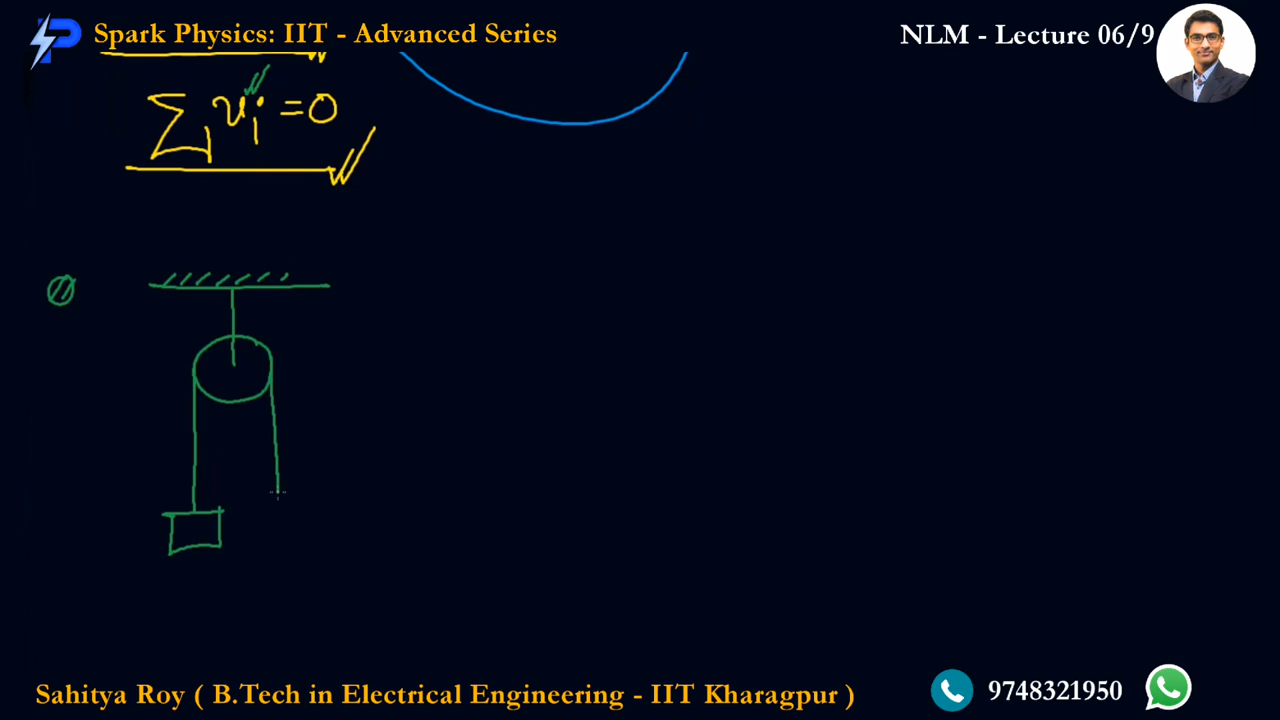 Spark Physics: IIT - Advanced Series
NLM - Lecture 06/9
∑ᵢ vᵢ = 0
Sahitya Roy ( B.Tech in Electrical Engineering - IIT Kharagpur )
9748321950